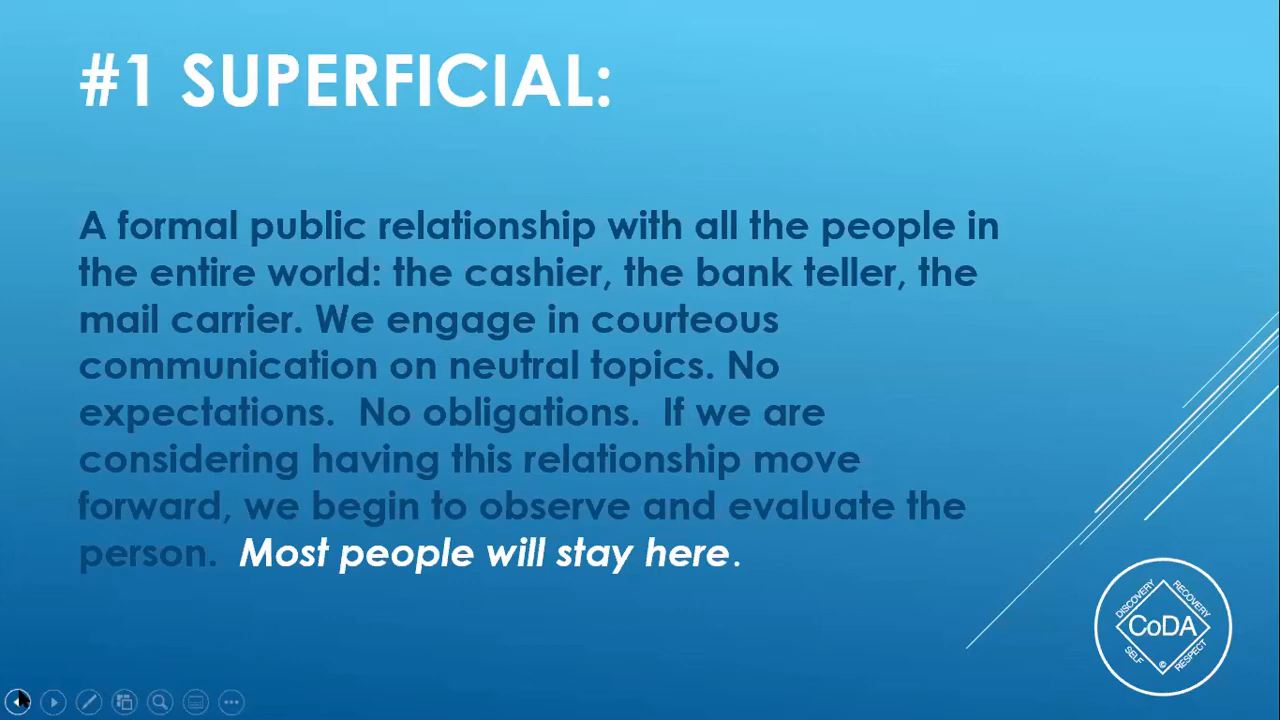 #1 SUPERFICIAL:
A formal public relationship with all the people in
the entire world: the cashier, the bank teller, the
mail carrier. We engage in courteous
communication on neutral topics. No
expectations.  No obligations.  If we are
considering having this relationship move
forward, we begin to observe and evaluate the
person.  Most people will stay here.
DISCOVERY
RECOVERY
CoDA
SELF
©
RESPECT